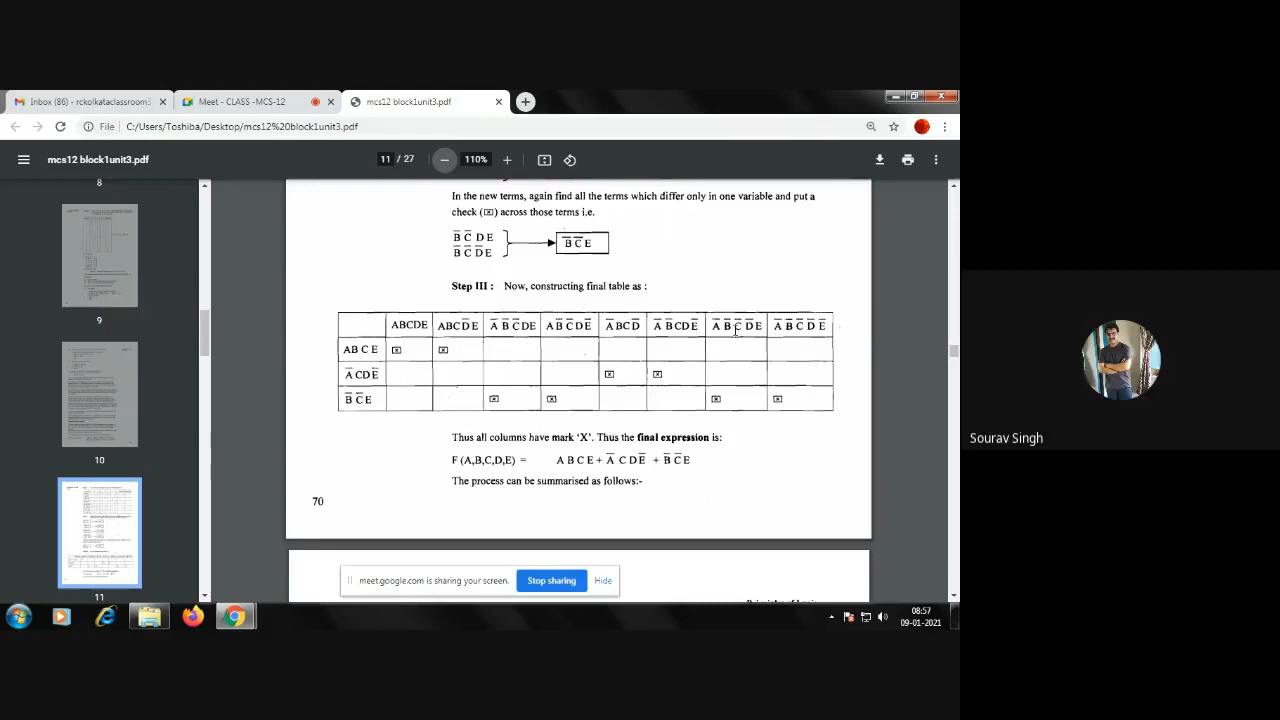 Inbox (86) - rckolkataclassroom
Meet - CLASS -MCS-12
mcs12 block1unit3.pdf
File
C:/Users/Toshiba/Desktop/mcs12%20block1unit3.pdf
mcs12 block1unit3.pdf
11 / 27
110%
8
9
10
11
In the new terms, again find all the terms which differ only in one variable and put a
check (☒) across those terms i.e.
B̅ C̅ D E
B̅ C̅ D̅ E
B̅ C̅ E
Step III : Now, constructing final table as :
ABCDE ABC D̅ E A̅ B̅ C̅ DE A B̅ C̅ D E A̅ BC D̅ A̅ B̅ CD E̅ A̅ B̅ C̅ D̅ E A B̅ C̅ D̅ E
AB C E ☒ ☒
A̅ CD E̅ ☒ ☒
B̅ C̅ E ☒ ☒ ☒ ☒
Thus all columns have mark 'X'. Thus the final expression is:
F (A,B,C,D,E) = A B C E + A̅ C D E̅ + B̅ C̅ E
The process can be summarised as follows:-
70
meet.google.com is sharing your screen.
Stop sharing
Hide
08:57
09-01-2021
Sourav Singh